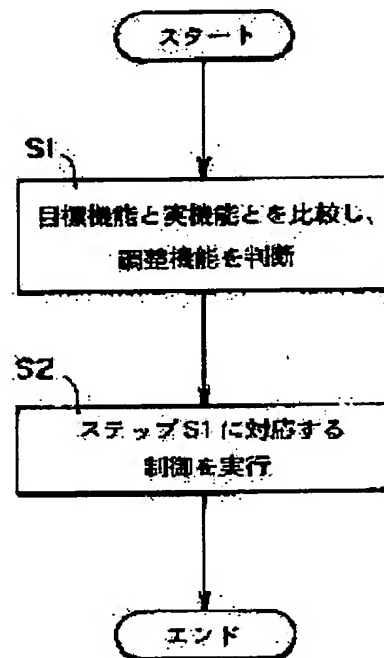 スタート
S1
目標機能と実機能とを比較し、
調整機能を判断
S2
ステップS1に対応する
制御を実行
エンド